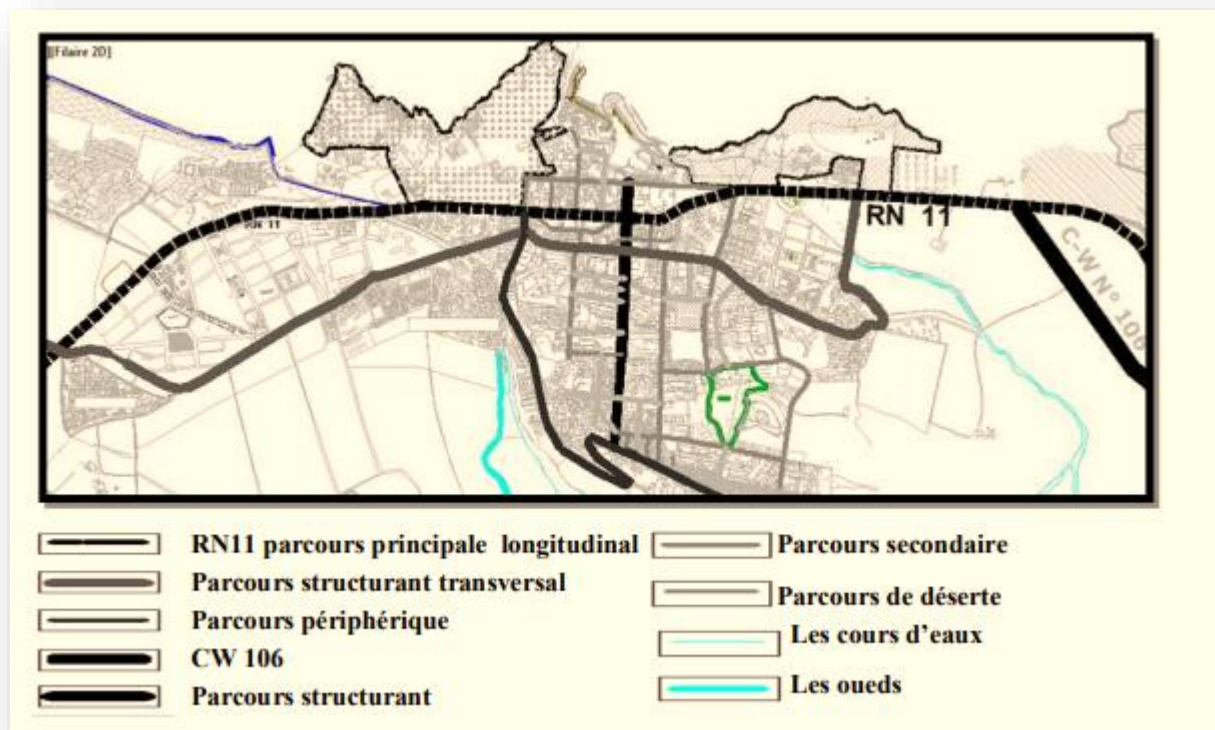 [[Filaire 2D]
RN 11
RN 11
C-W N° 106
RN11 parcours principale longitudinal
Parcours structurant transversal
Parcours périphérique
CW 106
Parcours structurant
Parcours secondaire
Parcours de déserte
Les cours d'eaux
Les oueds